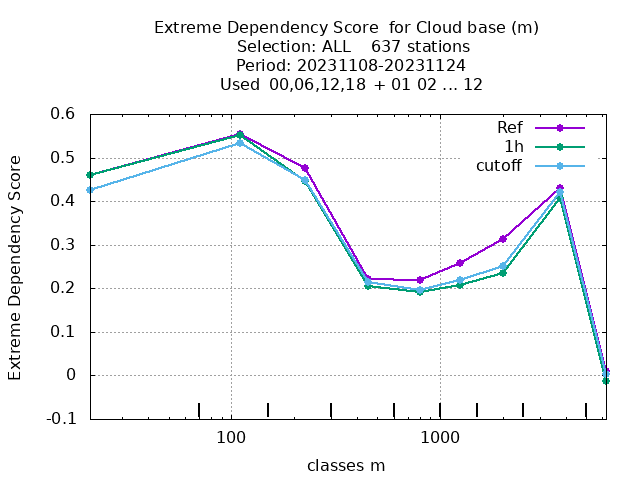 Extreme Dependency Score  for Cloud base (m)
Selection: ALL    637 stations
Period: 20231108-20231124
Used  00,06,12,18  + 01 02 ... 12
Ref
1h
cutoff
Extreme Dependency Score
0.6
0.5
0.4
0.3
0.2
0.1
0
-0.1
100
1000
classes m